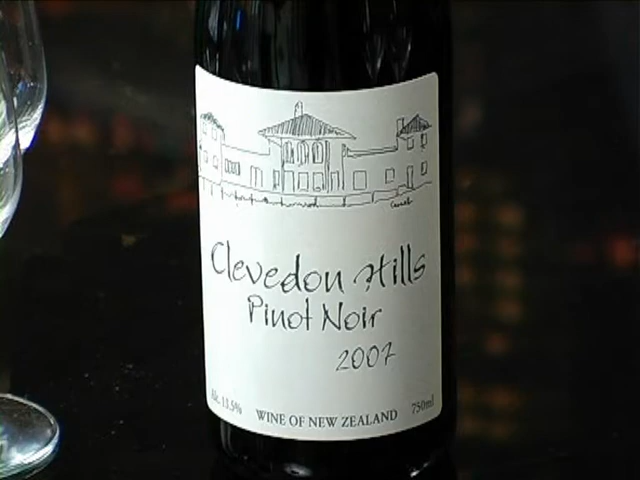 Clevedon Hills
Pinot Noir
2007
Alc. 13.5% WINE OF NEW ZEALAND 750ml